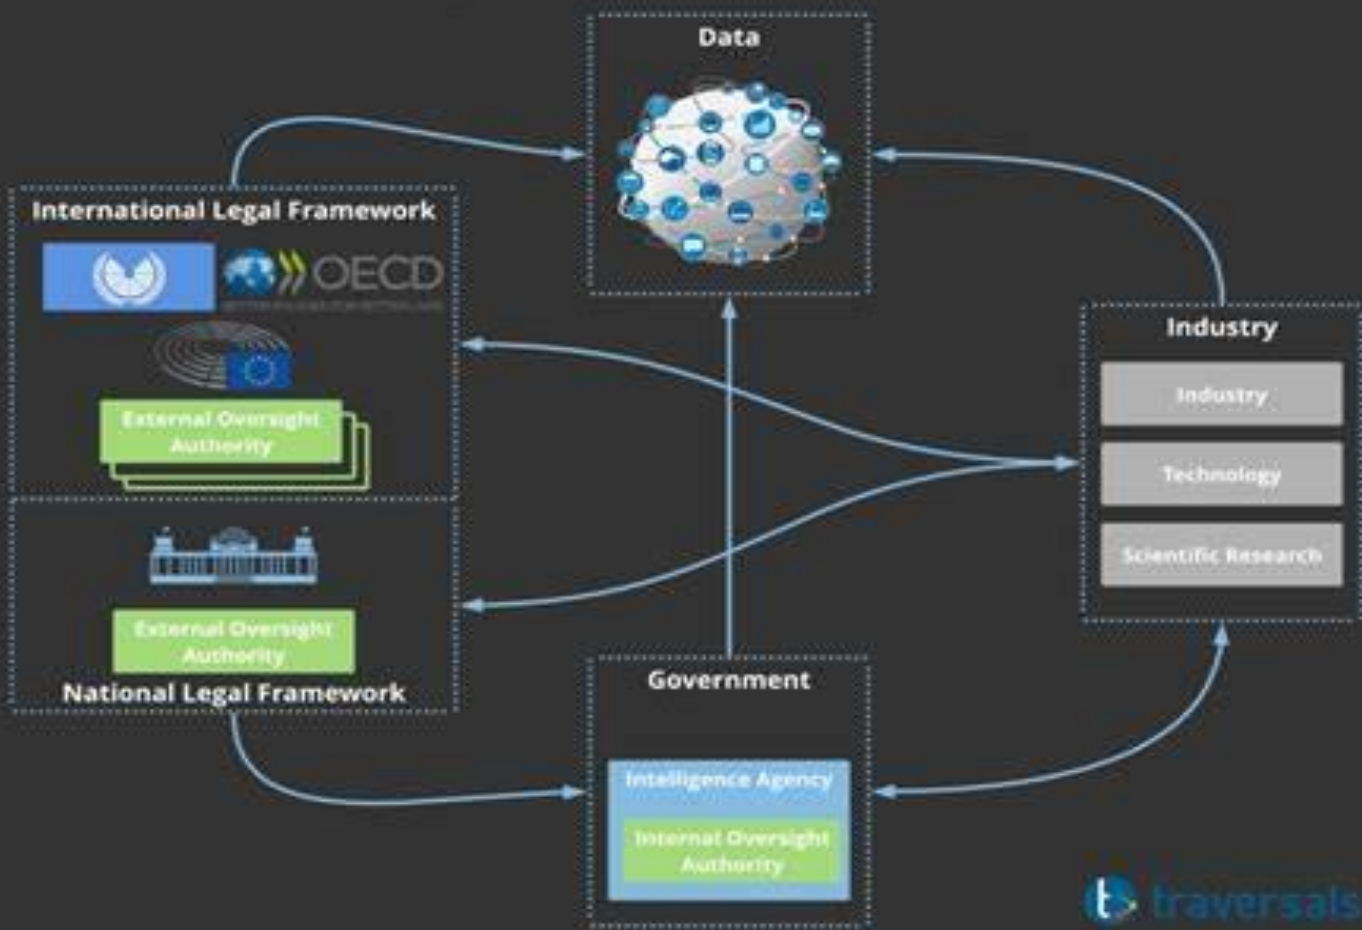 Data
International Legal Framework
OECD
External Oversight
Authority
External Oversight
Authority
National Legal Framework
Industry
Industry
Technology
Scientific Research
Government
Intelligence Agency
Internal Oversight
Authority
t traversals